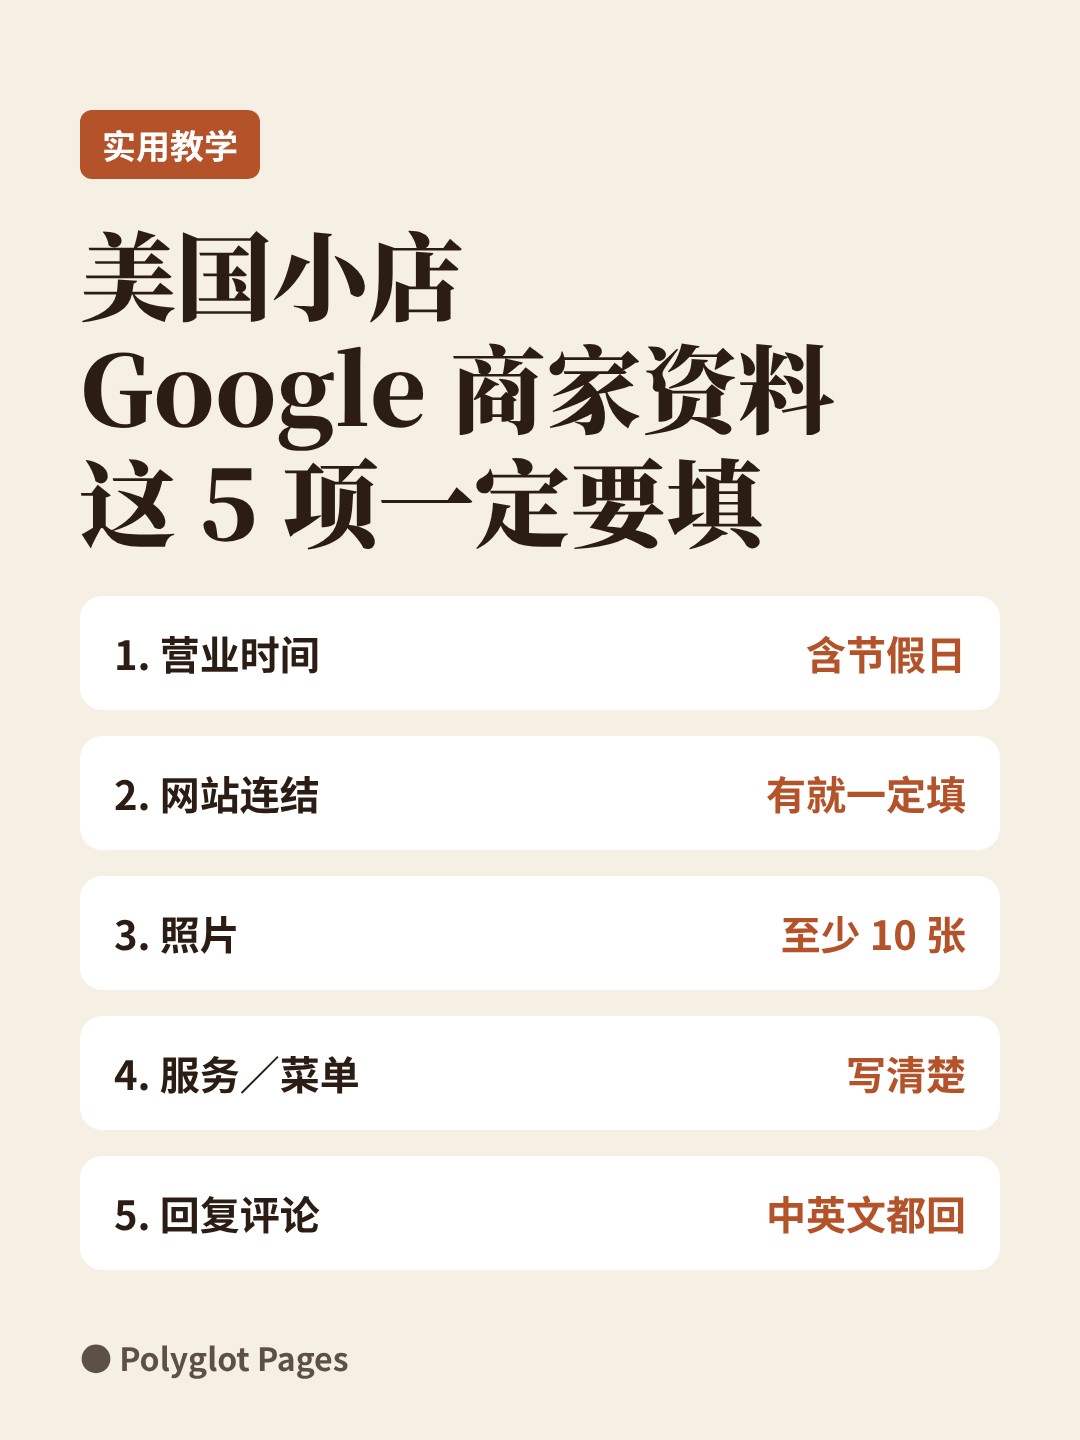 实用教学
美国小店
Google 商家资料
这 5 项一定要填
1. 营业时间 含节假日
2. 网站连结 有就一定填
3. 照片 至少 10 张
4. 服务／菜单 写清楚
5. 回复评论 中英文都回
Polyglot Pages